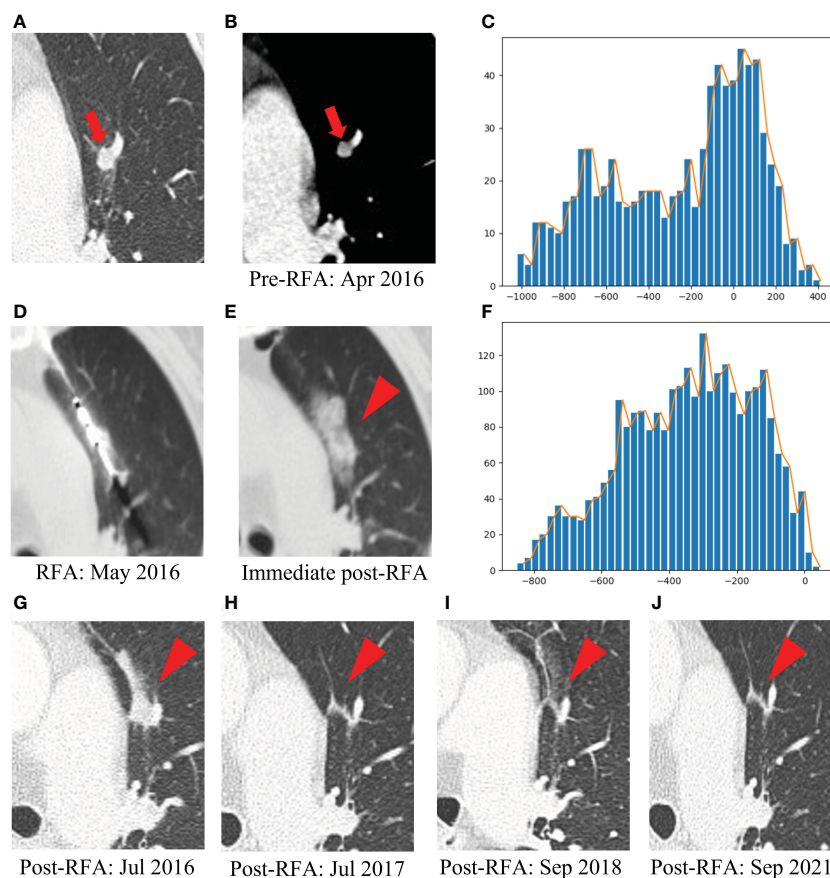 A
B
C
40
30
20
10
0
−1000
−800
−600
−400
−200
0
200
400
Pre-RFA: Apr 2016
D
E
F
120
100
80
60
40
20
0
−800
−600
−400
−200
0
RFA: May 2016
Immediate post-RFA
G
H
I
J
Post-RFA: Jul 2016
Post-RFA: Jul 2017
Post-RFA: Sep 2018
Post-RFA: Sep 2021